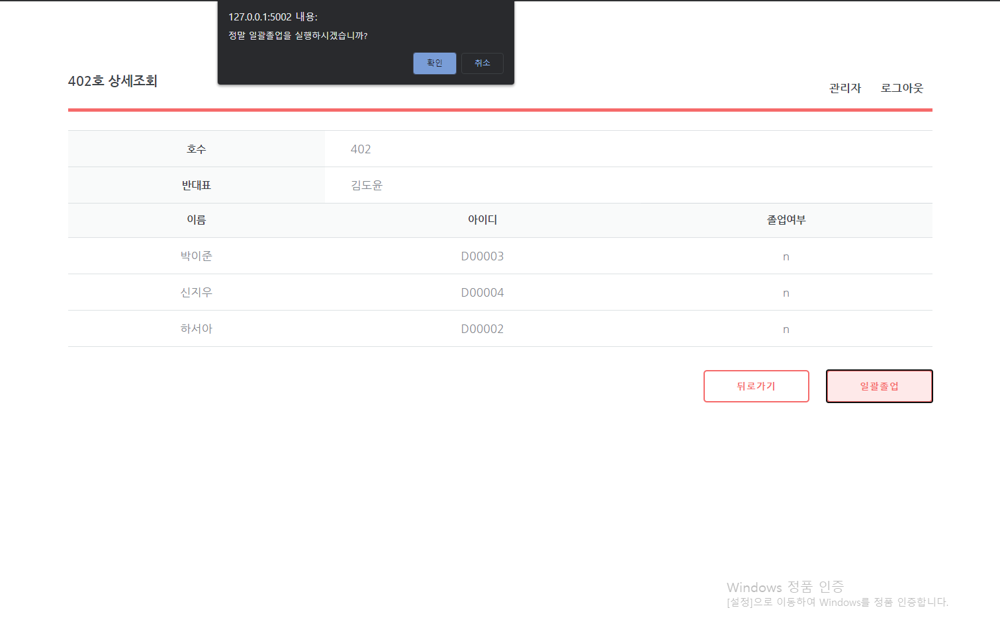 127.0.0.1:5002 내용:
정말 일괄졸업을 실행하시겠습니까?
확인 취소
402호 상세조회
관리자 로그아웃
호수 402
반대표 김도윤
이름 아이디 졸업여부
박이준 D00003 n
신지우 D00004 n
하서아 D00002 n
뒤로가기 일괄졸업
Windows 정품 인증
[설정]으로 이동하여 Windows를 정품 인증합니다.